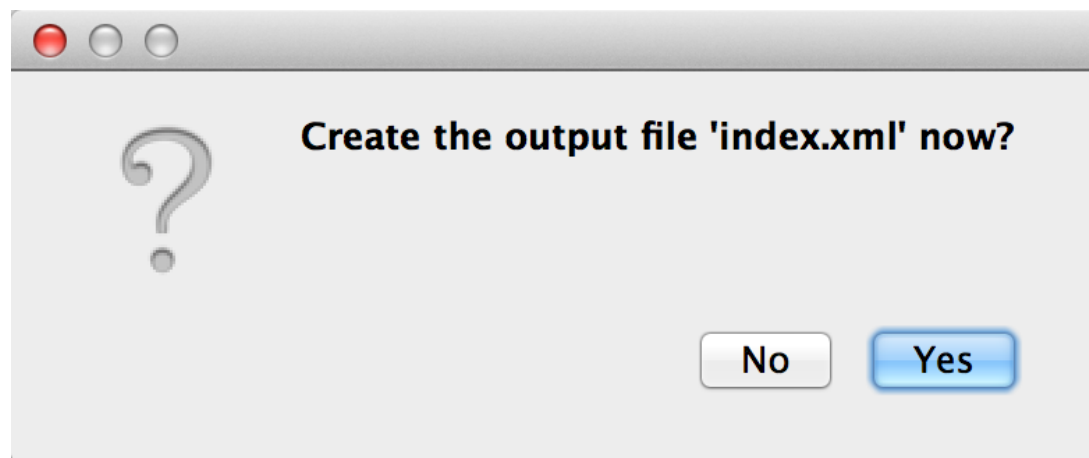 Create the output file 'index.xml' now?
No Yes